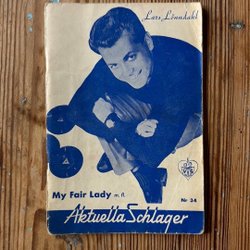 Lars Lönndahl
My Fair Lady m. fl.
Nr 34
Aktuella Schlager